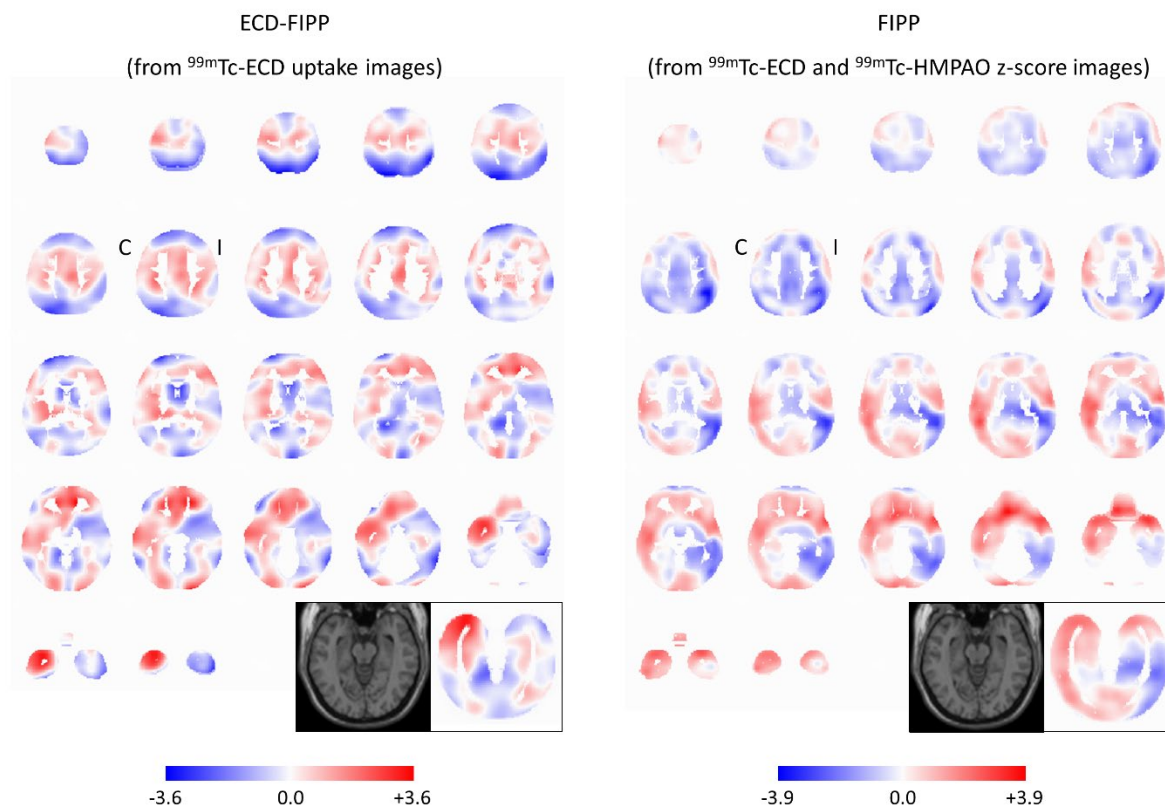 ECD-FIPP
(from ⁹⁹ᵐTc-ECD uptake images)
C I
-3.6 0.0 +3.6
FIPP
(from ⁹⁹ᵐTc-ECD and ⁹⁹ᵐTc-HMPAO z-score images)
C I
-3.9 0.0 +3.9